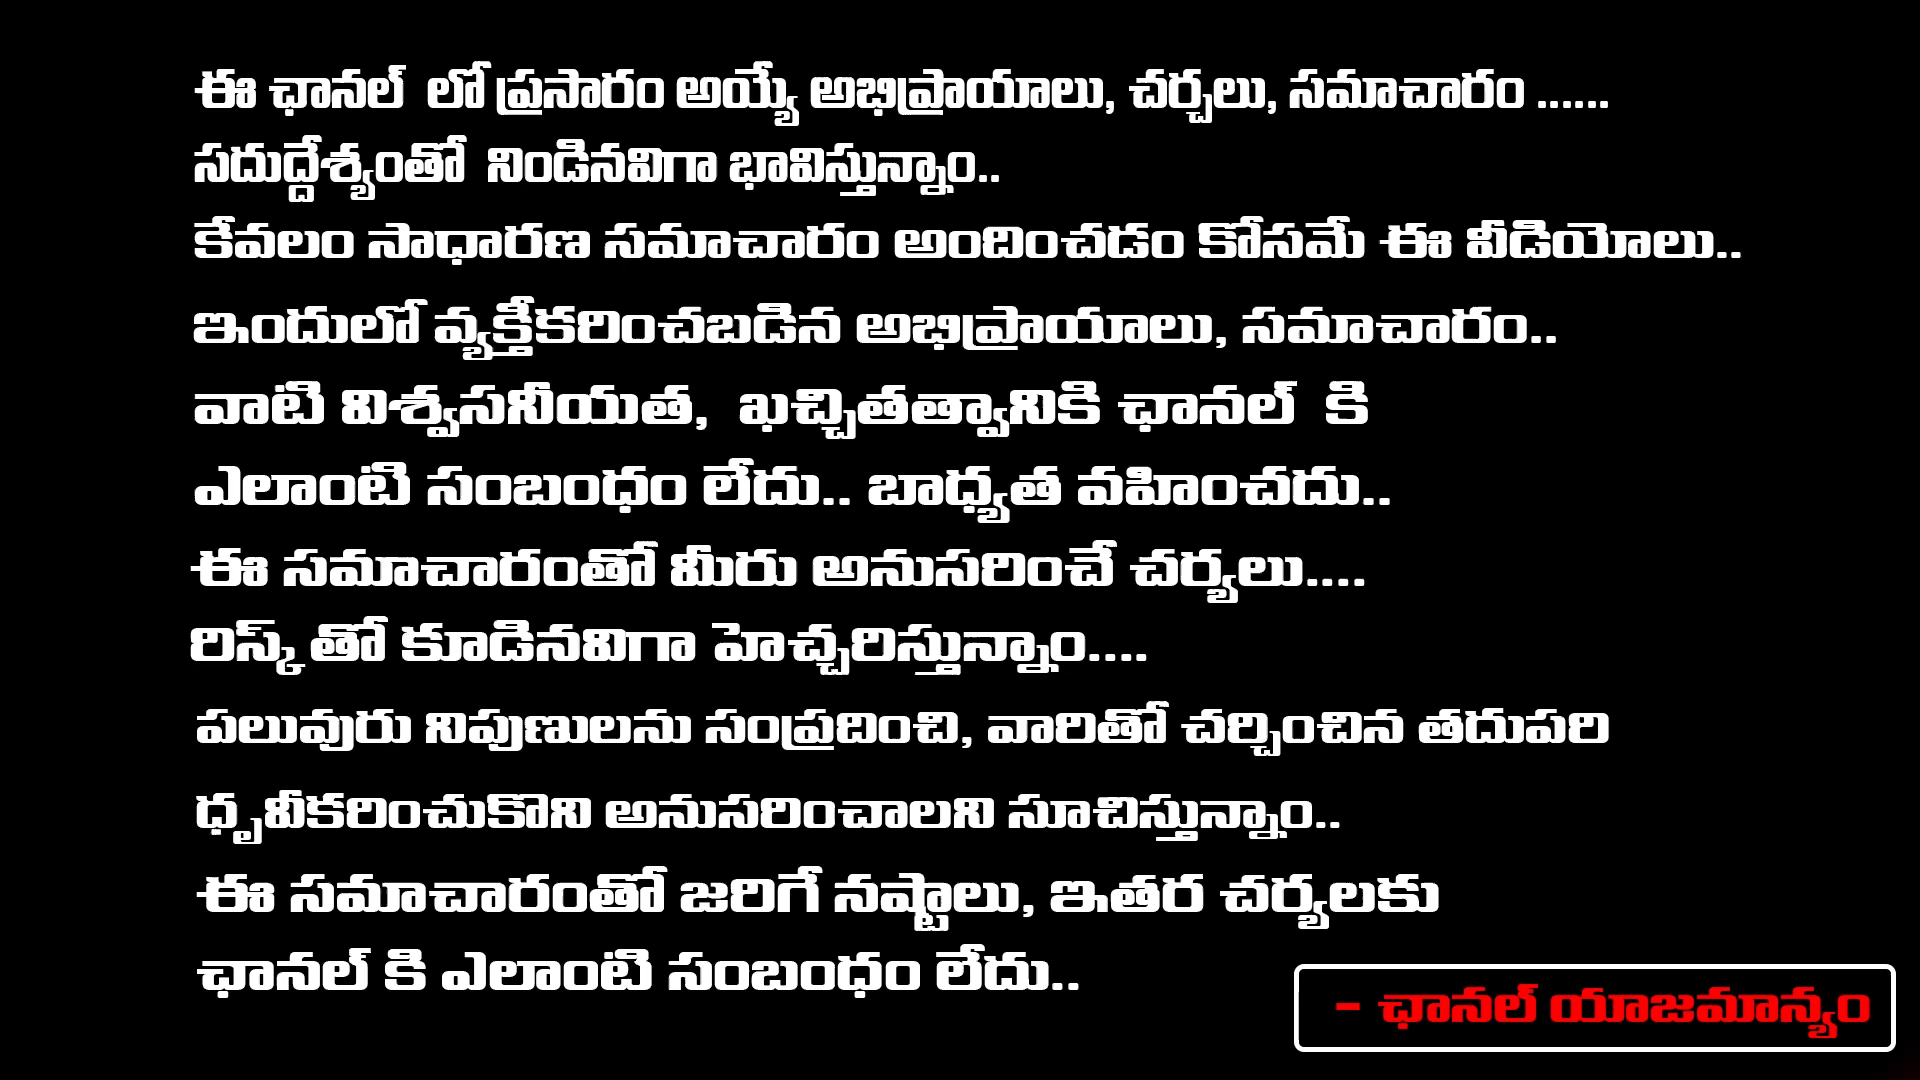 ఈ ఛానల్ లో ప్రసారం అయ్యే అభిప్రాయాలు, చర్చలు, సమాచారం ......
సదుద్దేశ్యంతో నిండినవిగా భావిస్తున్నాం..
కేవలం సాధారణ సమాచారం అందించడం కోసమే ఈ వీడియోలు..
ఇందులో వ్యక్తీకరించబడిన అభిప్రాయాలు, సమాచారం..
వాటి విశ్వసనీయత, ఖచ్చితత్వానికి ఛానల్ కి
ఎలాంటి సంబంధం లేదు.. బాధ్యత వహించదు..
ఈ సమాచారంతో మీరు అనుసరించే చర్యలు....
రిస్క్ తో కూడినవిగా హెచ్చరిస్తున్నాం....
పలువురు నిపుణులను సంప్రదించి, వారితో చర్చించిన తదుపరి
ధృవీకరించుకొని అనుసరించాలని సూచిస్తున్నాం..
ఈ సమాచారంతో జరిగే నష్టాలు, ఇతర చర్యలకు
ఛానల్ కి ఎలాంటి సంబంధం లేదు..
- ఛానల్ యాజమాన్యం